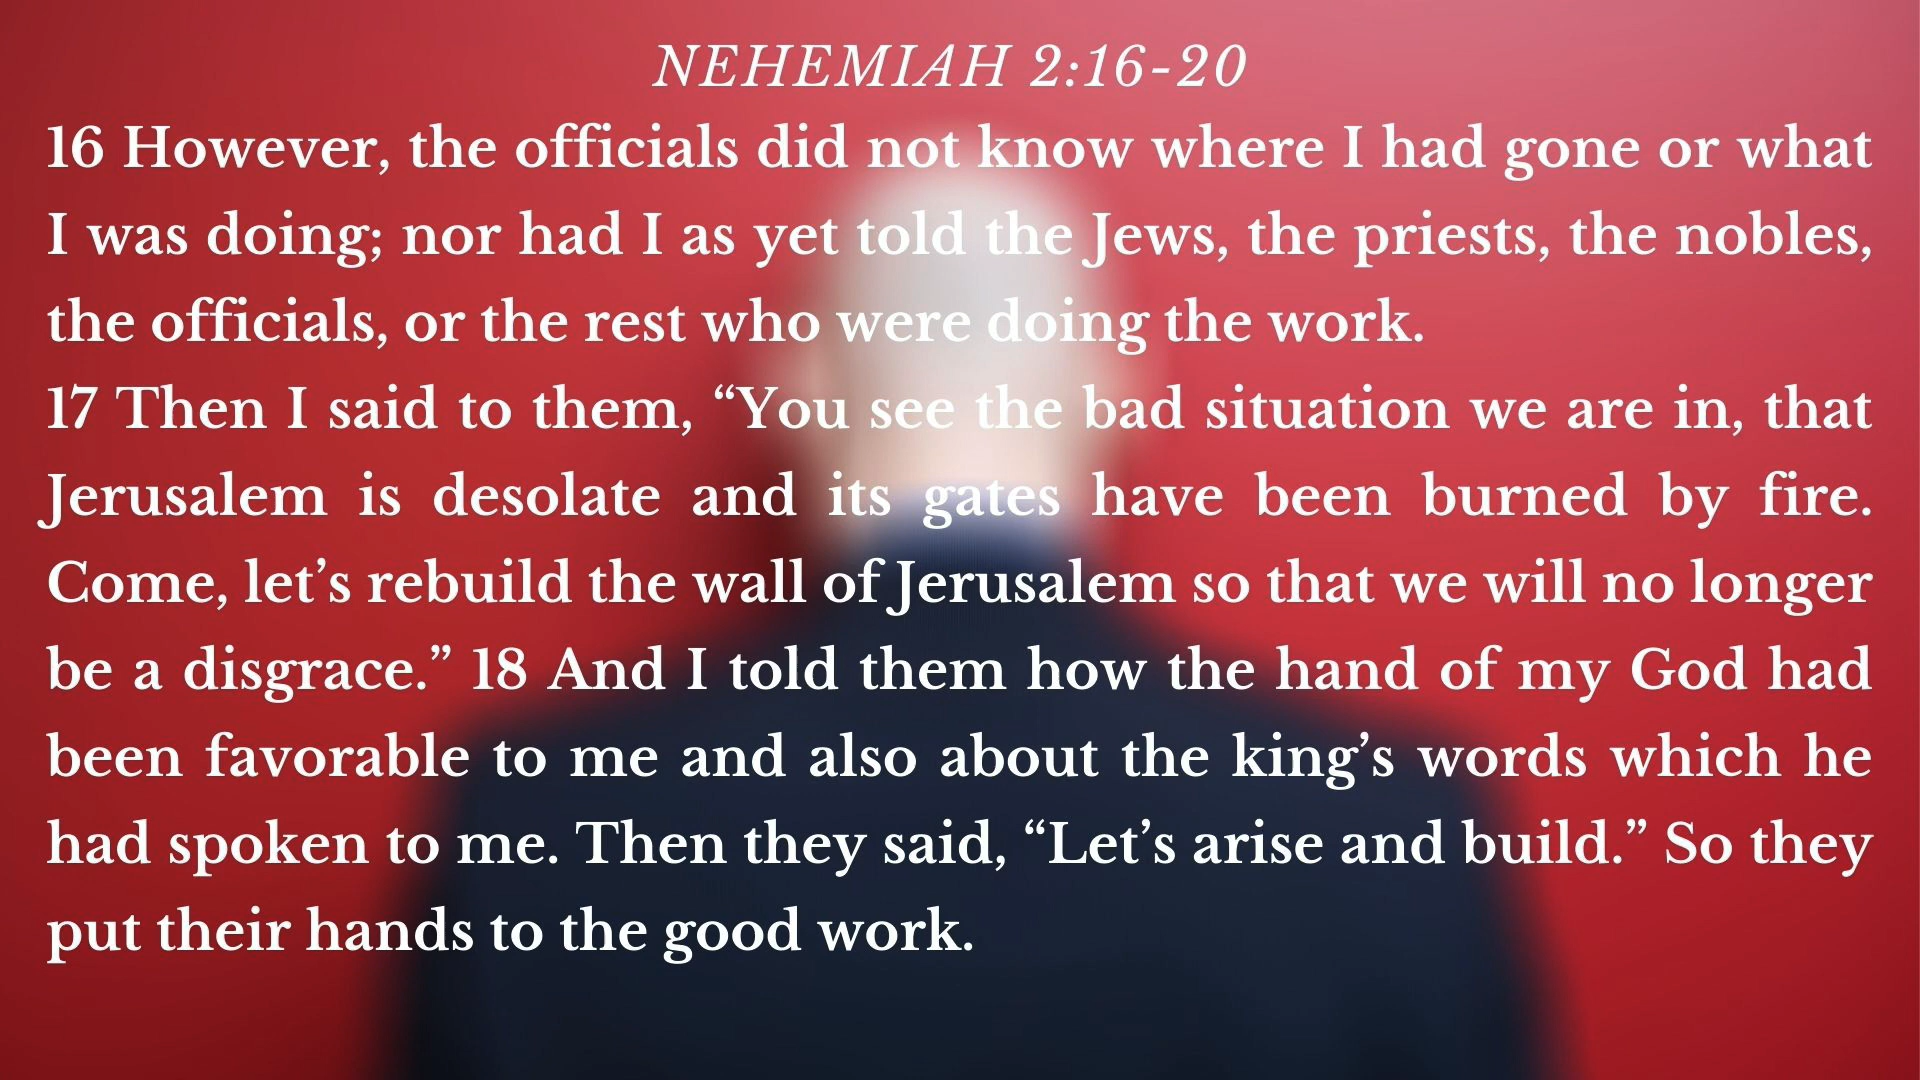 NEHEMIAH 2:16-20
16 However, the officials did not know where I had gone or what
I was doing; nor had I as yet told the Jews, the priests, the nobles,
the officials, or the rest who were doing the work.
17 Then I said to them, “You see the bad situation we are in, that
Jerusalem is desolate and its gates have been burned by fire.
Come, let’s rebuild the wall of Jerusalem so that we will no longer
be a disgrace.” 18 And I told them how the hand of my God had
been favorable to me and also about the king’s words which he
had spoken to me. Then they said, “Let’s arise and build.” So they
put their hands to the good work.